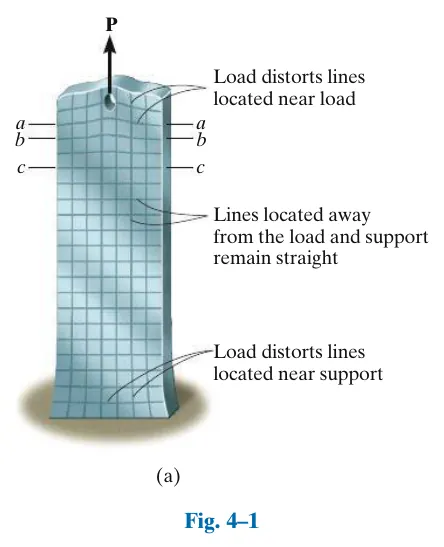 P
Load distorts lines
located near load
a
a
b
b
c
c
Lines located away
from the load and support
remain straight
Load distorts lines
located near support
(a)
Fig. 4–1